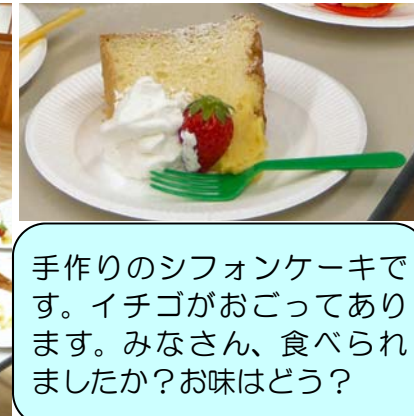 手作りのシフォンケーキで
す。イチゴがおごってあり
ます。みなさん、食べられ
ましたか？お味はどう？